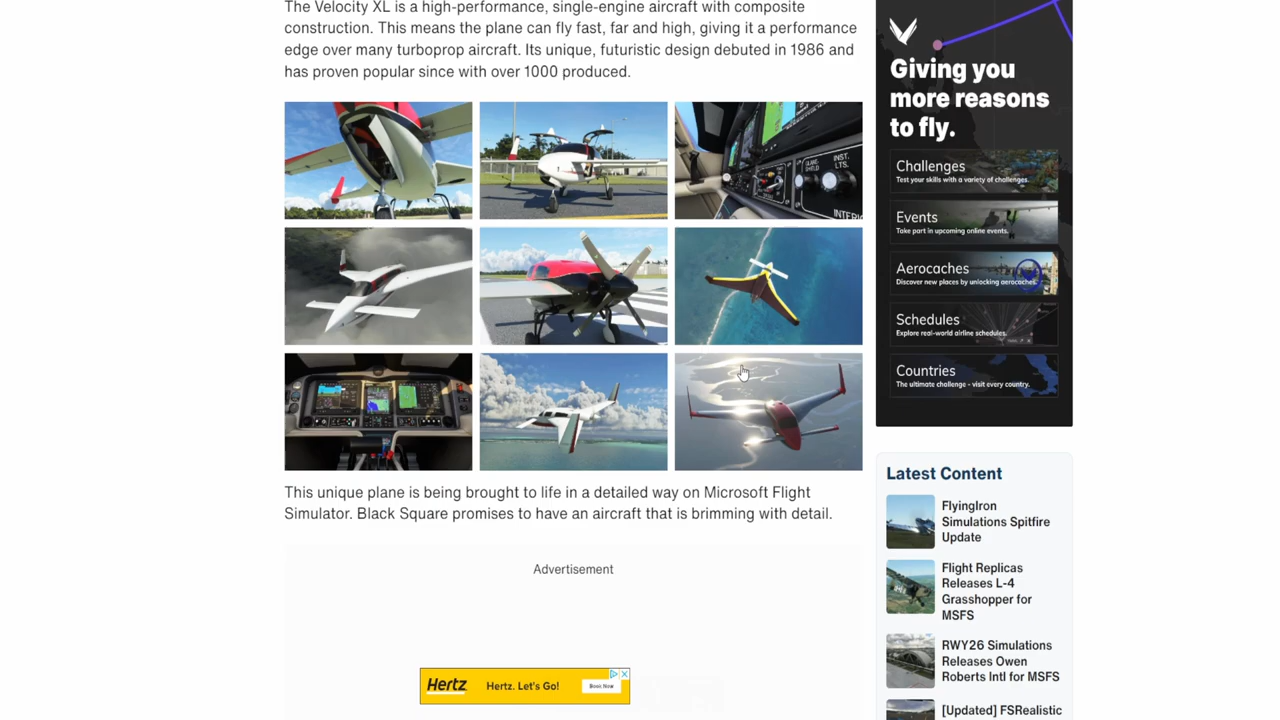 The Velocity XL is a high-performance, single-engine aircraft with composite
construction. This means the plane can fly fast, far and high, giving it a performance
edge over many turboprop aircraft. Its unique, futuristic design debuted in 1986 and
has proven popular since with over 1000 produced.
INST.
LTS.
This unique plane is being brought to life in a detailed way on Microsoft Flight
Simulator. Black Square promises to have an aircraft that is brimming with detail.
Advertisement
Hertz
Hertz. Let's Go!
Book Now
Giving you
more reasons
to fly.
Challenges
Test your skills with a variety of challenges.
Events
Take part in upcoming online events.
Aerocaches
Discover new places by unlocking aerocaches.
Schedules
Explore real-world airline schedules.
Countries
The ultimate challenge - visit every country.
Latest Content
FlyingIron
Simulations Spitfire
Update
Flight Replicas
Releases L-4
Grasshopper for
MSFS
RWY26 Simulations
Releases Owen
Roberts Intl for MSFS
[Updated] FSRealistic